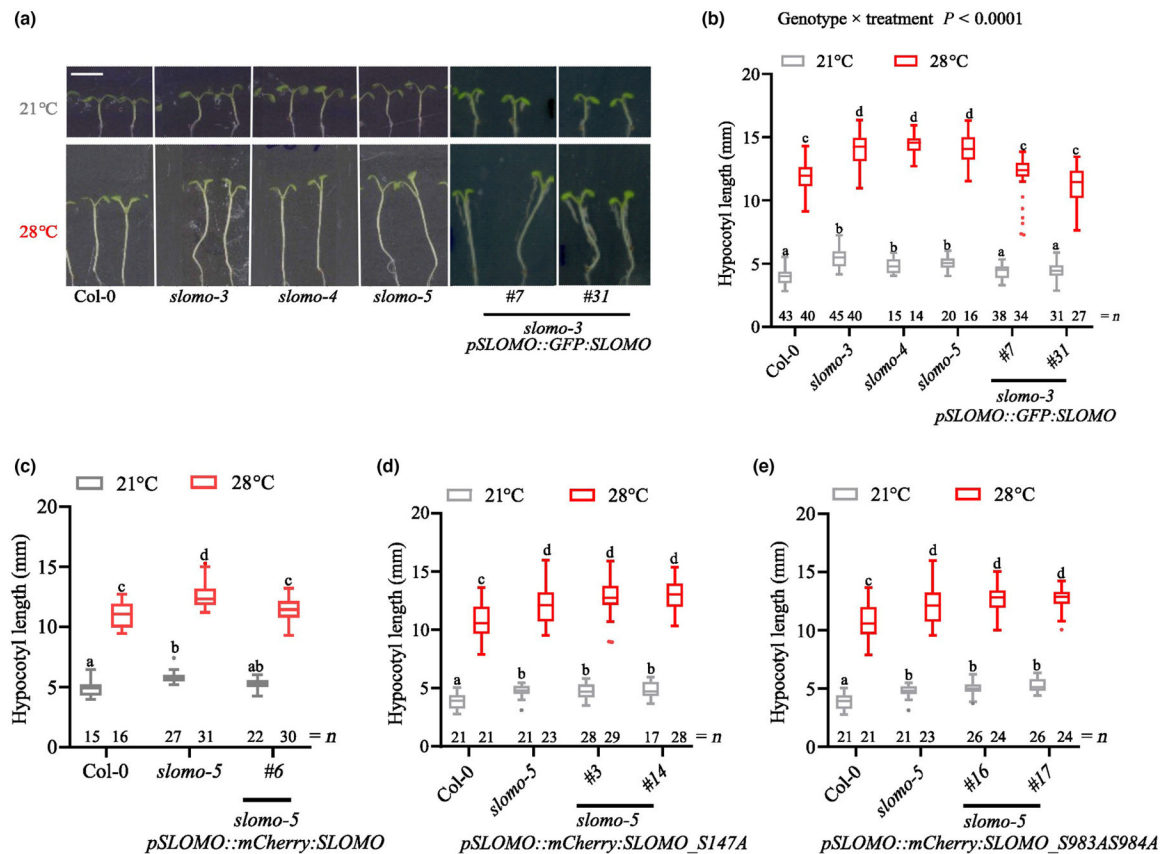 (a)
21°C
28°C
Col-0 slomo-3 slomo-4 slomo-5 #7 #31
slomo-3
pSLOMO::GFP:SLOMO
(b)
Genotype × treatment P < 0.0001
21°C 28°C
Hypocotyl length (mm)
20
15
10
5
0
c d d d c c
a b b b a a
43 40 45 40 15 14 20 16 38 34 31 27 = n
Col-0 slomo-3 slomo-4 slomo-5 #7 #31
slomo-3
pSLOMO::GFP:SLOMO
(c)
21°C 28°C
Hypocotyl length (mm)
20
15
10
5
0
c d c
a b ab
15 16 27 31 22 30 = n
Col-0 slomo-5 #6
slomo-5
pSLOMO::mCherry:SLOMO
(d)
21°C 28°C
Hypocotyl length (mm)
20
15
10
5
0
c d d d
a b b b
21 21 21 23 28 29 17 28 = n
Col-0 slomo-5 #3 #14
slomo-5
pSLOMO::mCherry:SLOMO_S147A
(e)
21°C 28°C
Hypocotyl length (mm)
20
15
10
5
0
c d d d
a b b b
21 21 21 23 26 24 26 24 = n
Col-0 slomo-5 #16 #17
slomo-5
pSLOMO::mCherry:SLOMO_S983AS984A